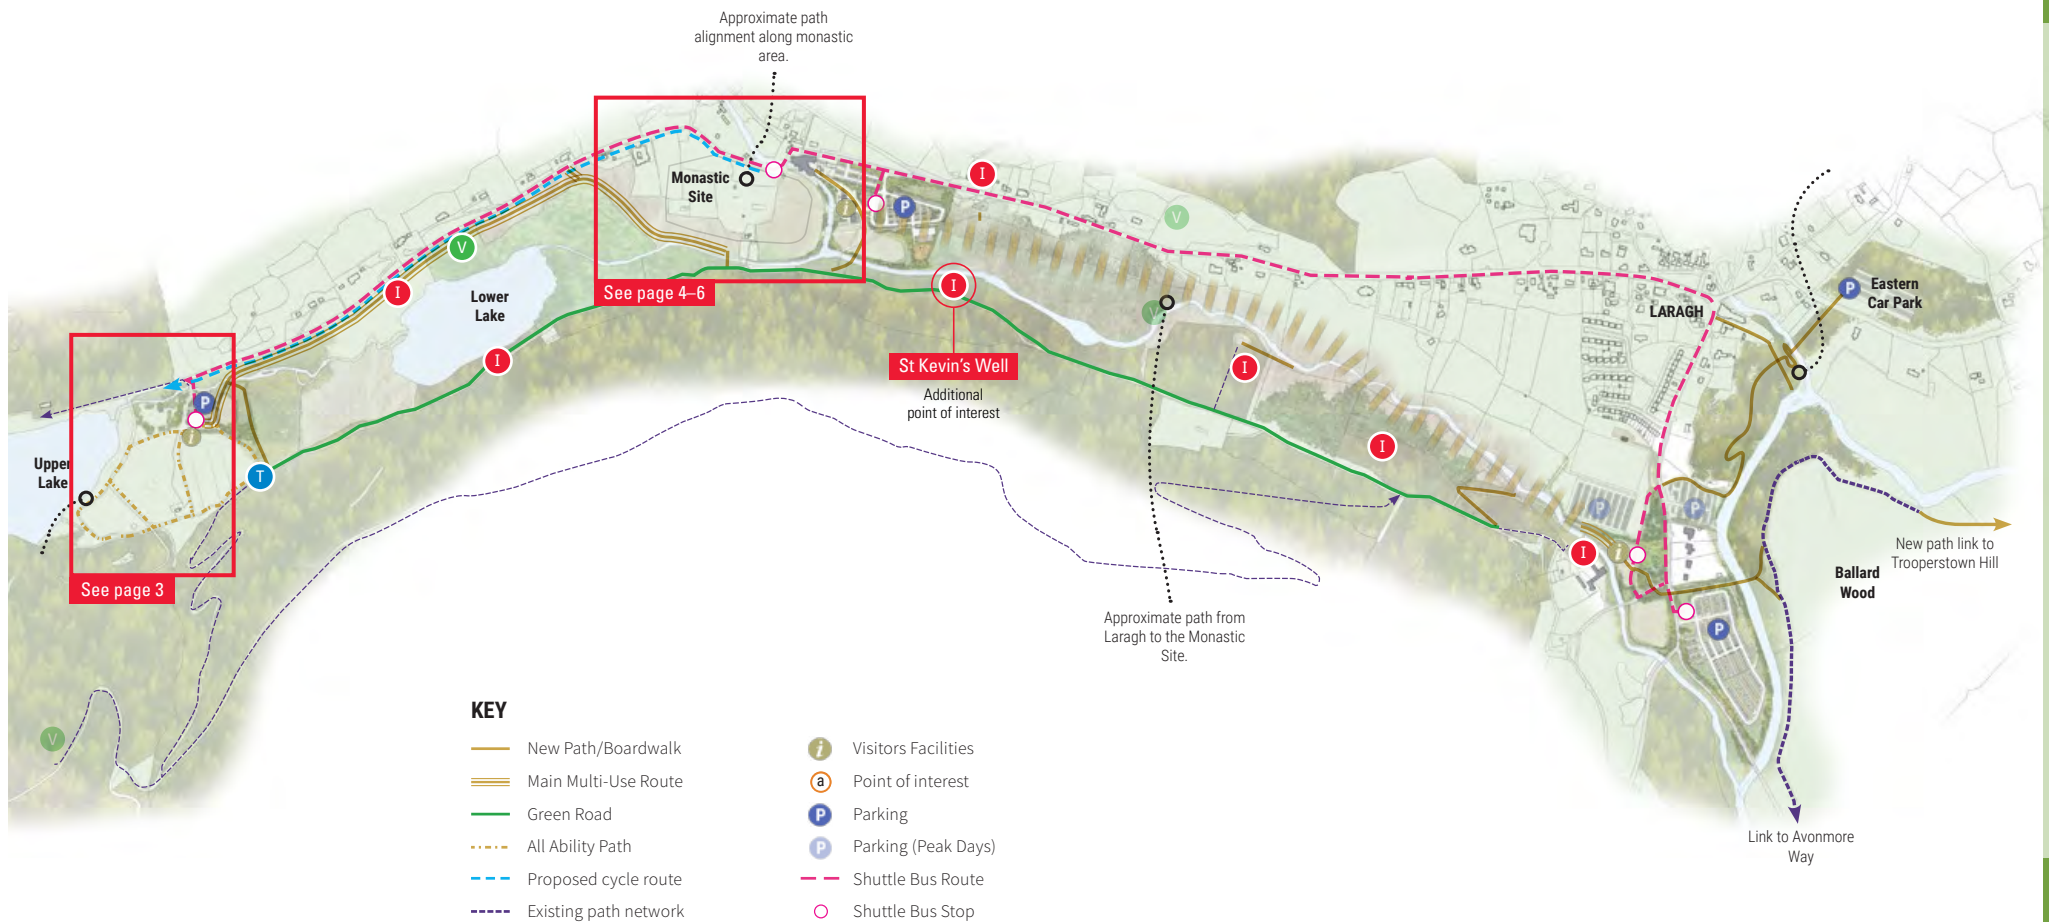 Approximate path
alignment along monastic
area.
Monastic
Site
I
i
P
V
V
I
Lower
Lake
See page 4–6
I
I
St Kevin's Well
Additional
point of interest
V
I
LARAGH
P
Eastern
Car Park
P
i
Upper
Lake
T
See page 3
I
P
P
I
i
New path link to
Trooperstown Hill
Ballard
Wood
P
Approximate path from
Laragh to the Monastic
Site.
V
Link to Avonmore
Way
KEY
New Path/Boardwalk
Main Multi-Use Route
Green Road
All Ability Path
Proposed cycle route
Existing path network
i Visitors Facilities
a Point of interest
P Parking
P Parking (Peak Days)
Shuttle Bus Route
Shuttle Bus Stop